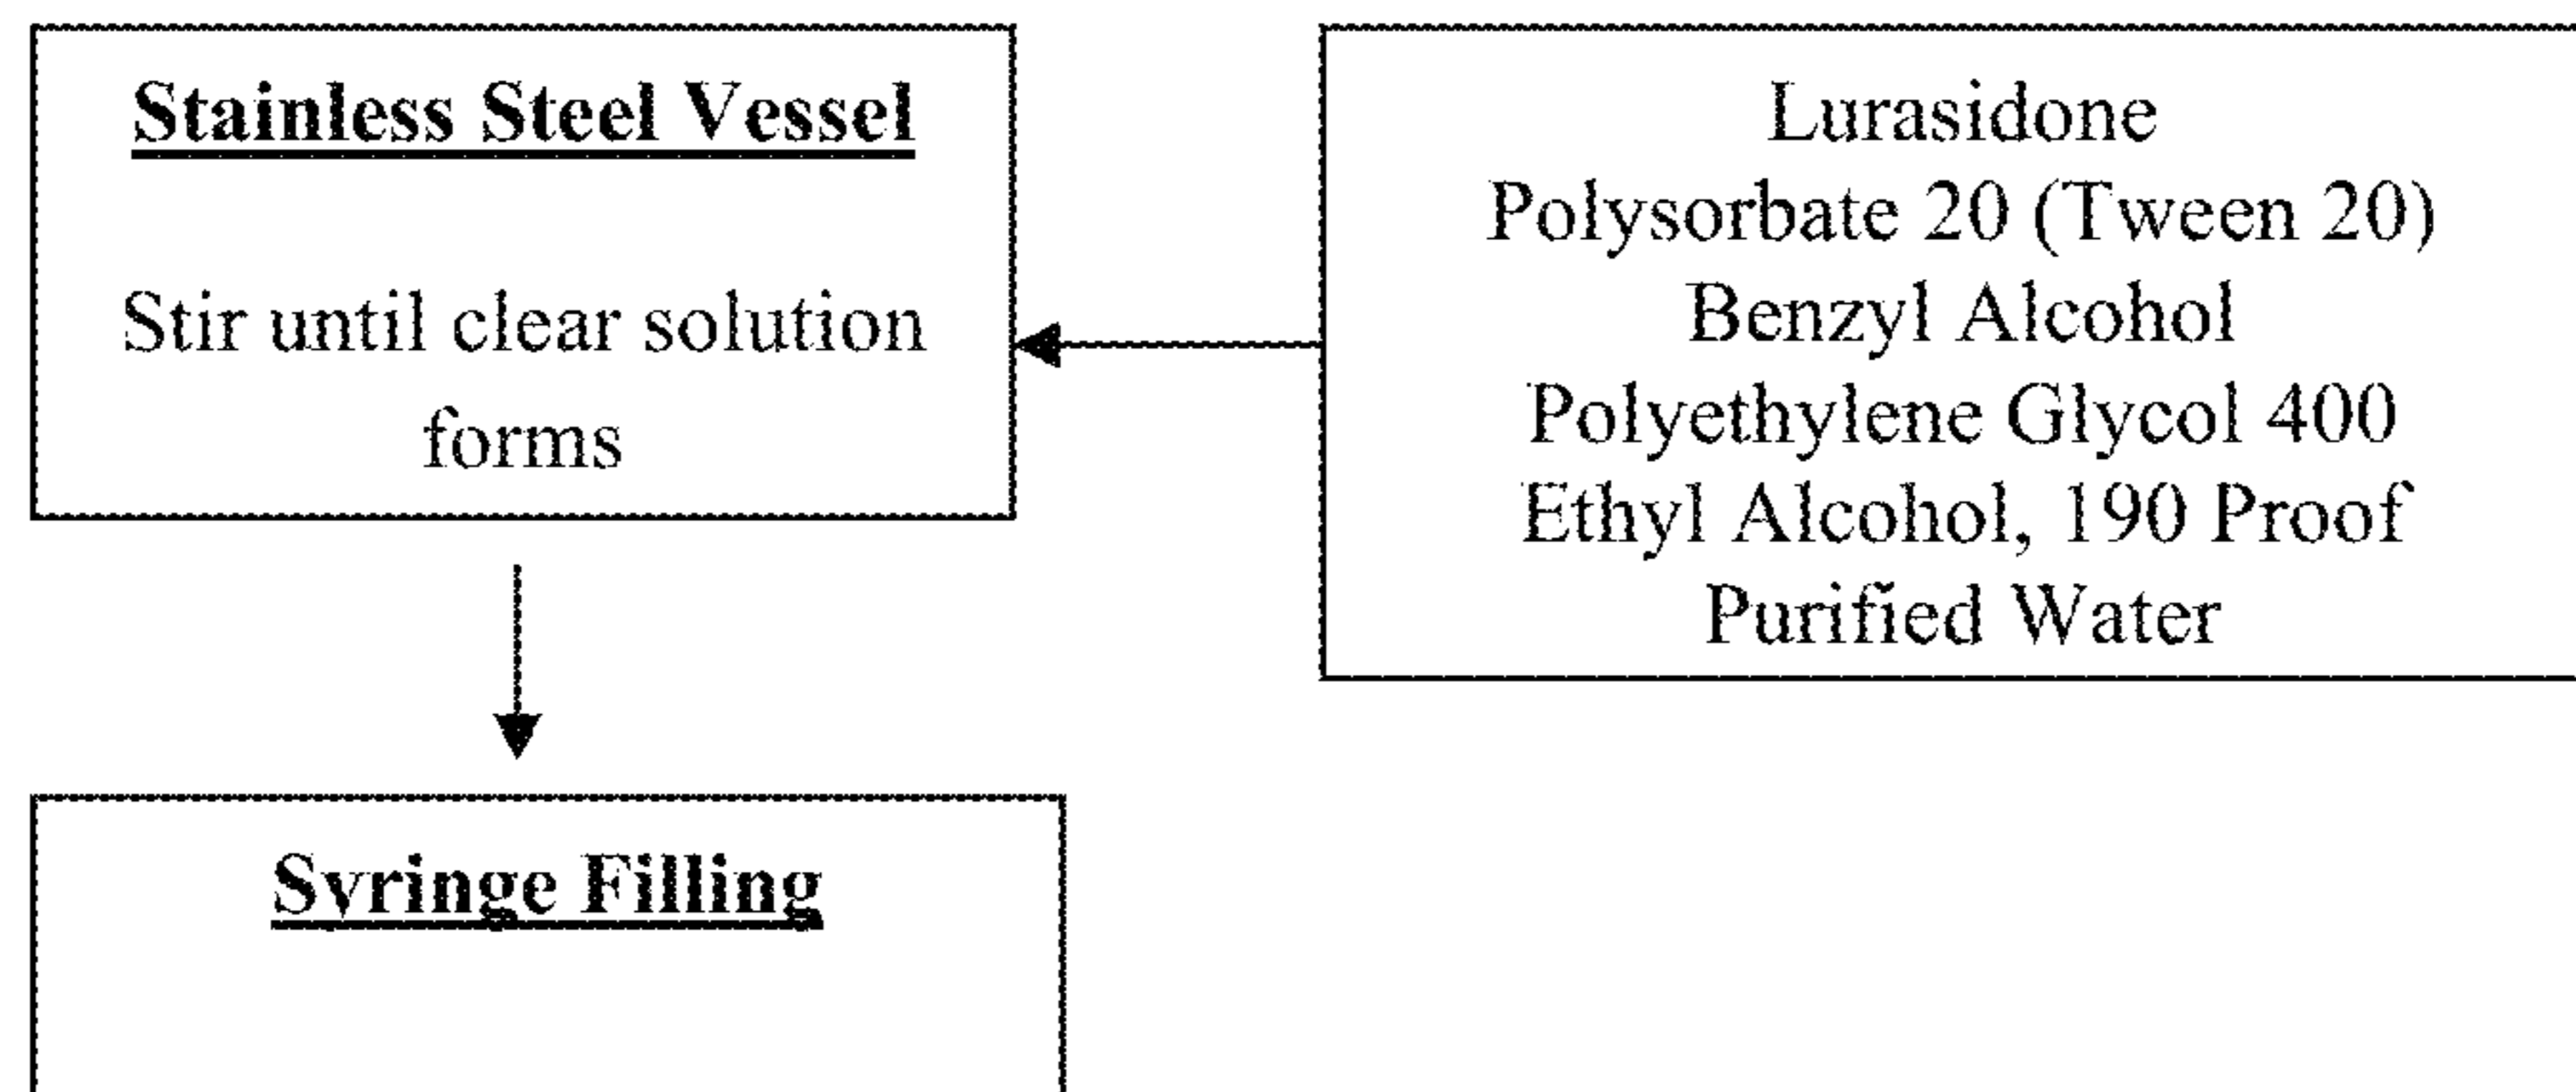 Stainless Steel Vessel
Stir until clear solution
forms
Lurasidone
Polysorbate 20 (Tween 20)
Benzyl Alcohol
Polyethylene Glycol 400
Ethyl Alcohol, 190 Proof
Purified Water
Syringe Filling